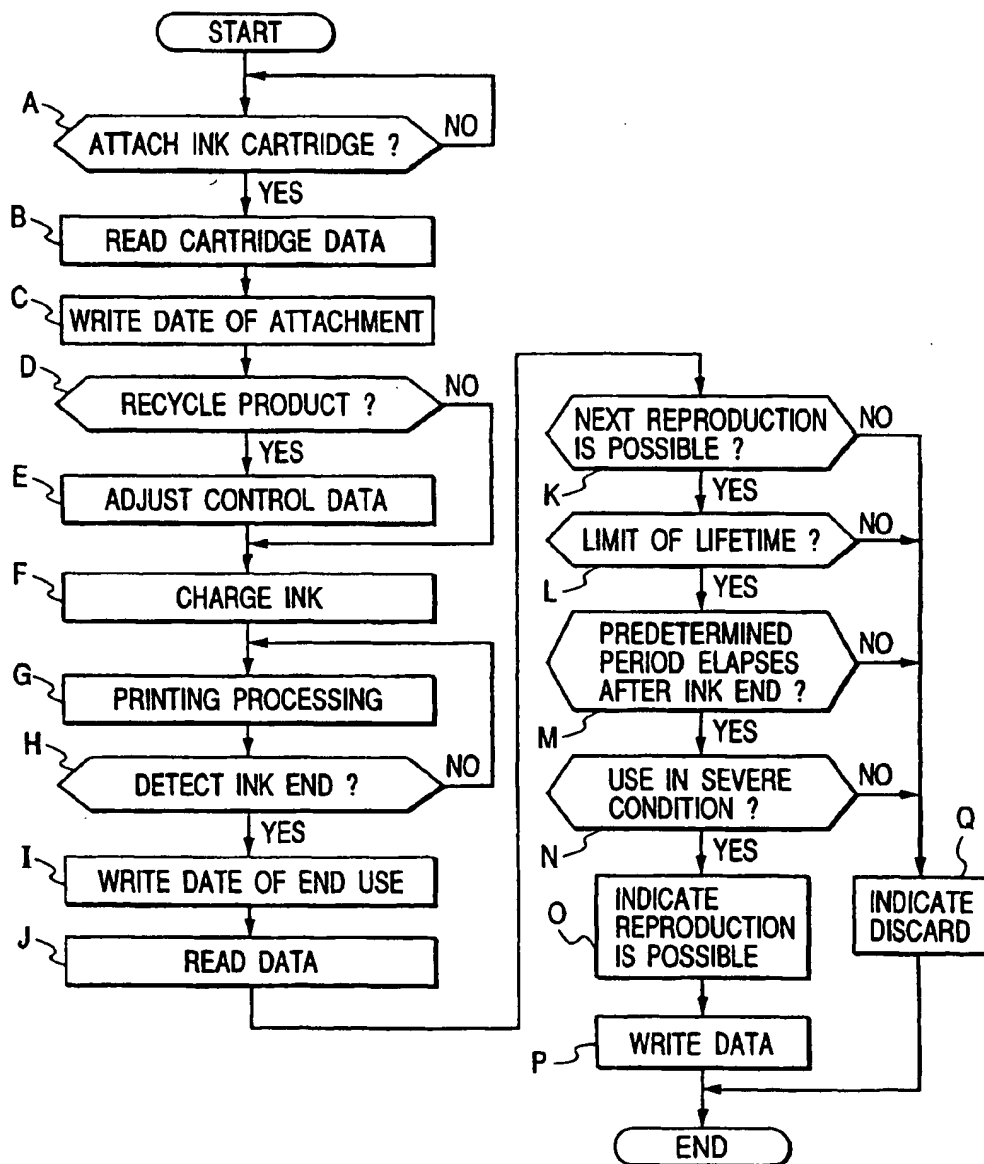 START
A
ATTACH INK CARTRIDGE ?
NO
YES
B
READ CARTRIDGE DATA
C
WRITE DATE OF ATTACHMENT
D
RECYCLE PRODUCT ?
NO
YES
E
ADJUST CONTROL DATA
F
CHARGE INK
G
PRINTING PROCESSING
H
DETECT INK END ?
NO
YES
I
WRITE DATE OF END USE
J
READ DATA
NEXT REPRODUCTION
IS POSSIBLE ?
NO
K
YES
LIMIT OF LIFETIME ?
NO
L
YES
PREDETERMINED
PERIOD ELAPSES
AFTER INK END ?
NO
M
YES
USE IN SEVERE
CONDITION ?
NO
N
YES
O
INDICATE
REPRODUCTION
IS POSSIBLE
Q
INDICATE
DISCARD
P
WRITE DATA
END